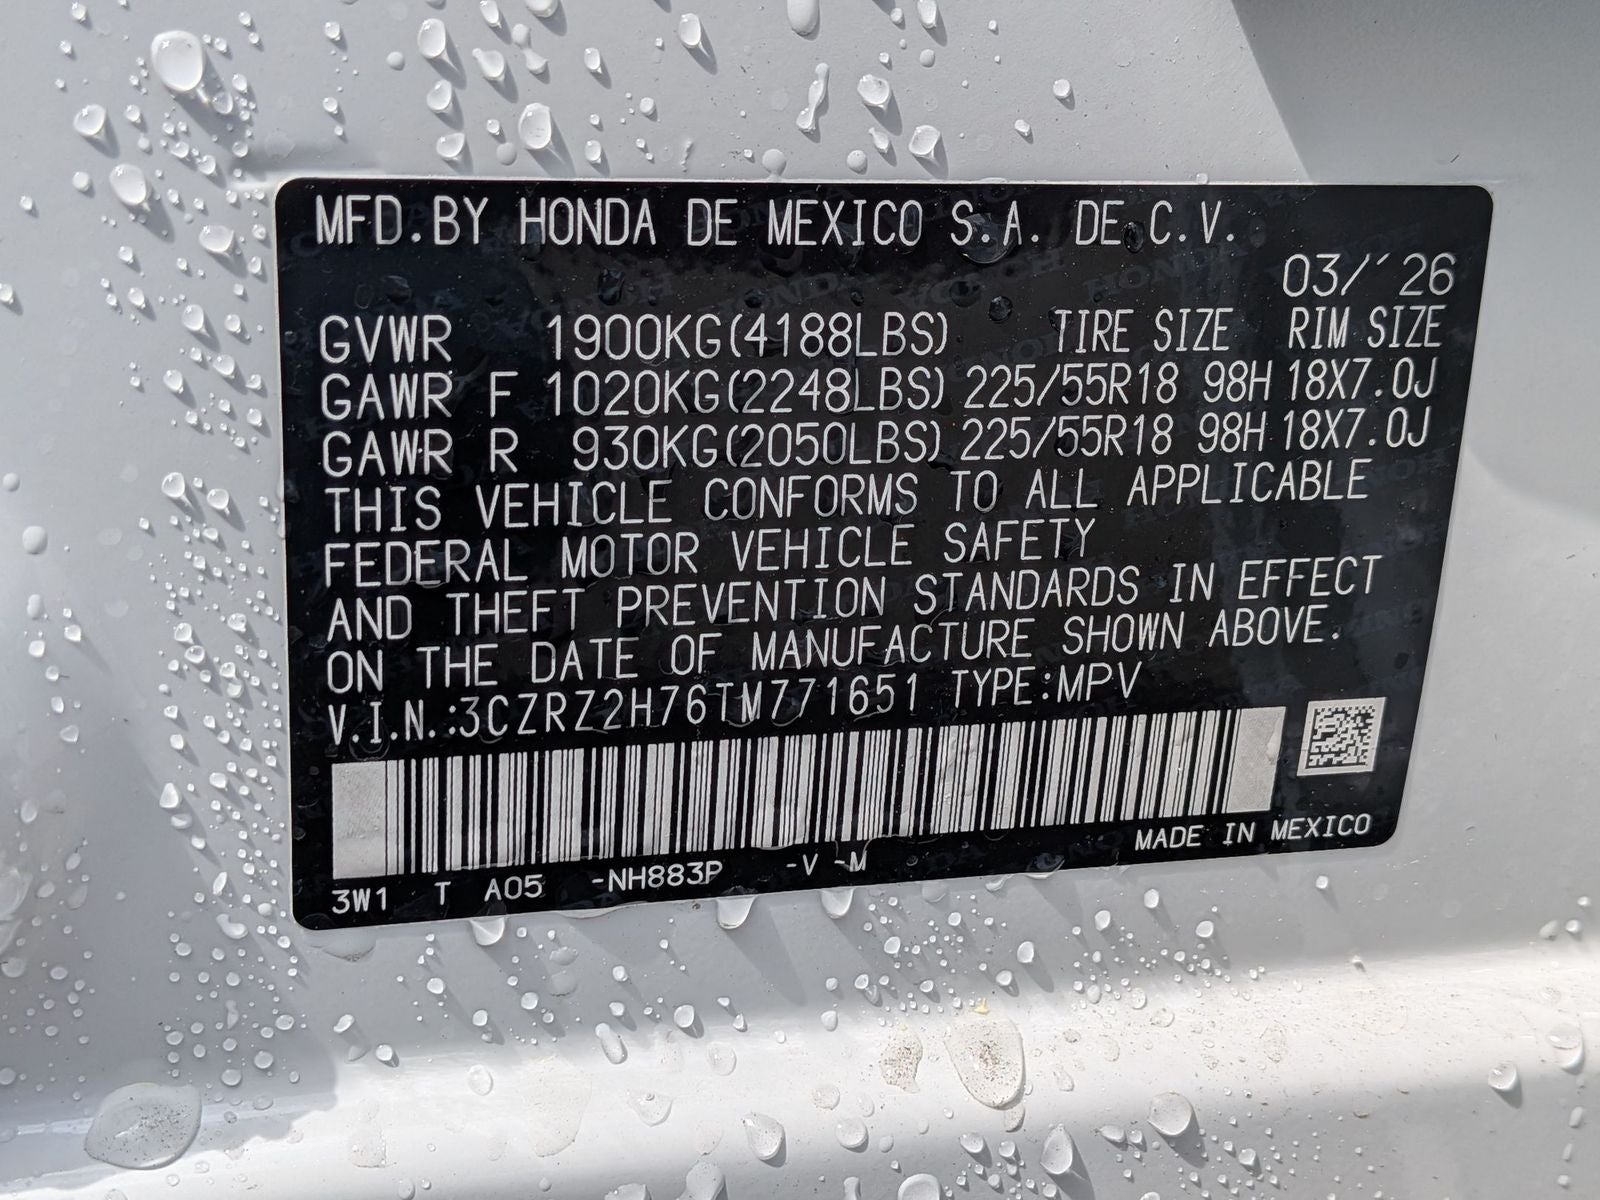 MFD.BY HONDA DE MEXICO S.A. DE C.V.
03/´26
GVWR 1900KG(4188LBS) TIRE SIZE RIM SIZE
GAWR F 1020KG(2248LBS) 225/55R18 98H 18X7.0J
GAWR R 930KG(2050LBS) 225/55R18 98H 18X7.0J
THIS VEHICLE CONFORMS TO ALL APPLICABLE
FEDERAL MOTOR VEHICLE SAFETY
AND THEFT PREVENTION STANDARDS IN EFFECT
ON THE DATE OF MANUFACTURE SHOWN ABOVE.
V.I.N.:3CZRZ2H76TM771651 TYPE:MPV
MADE IN MEXICO
3W1 T A05 -NH883P -V -M